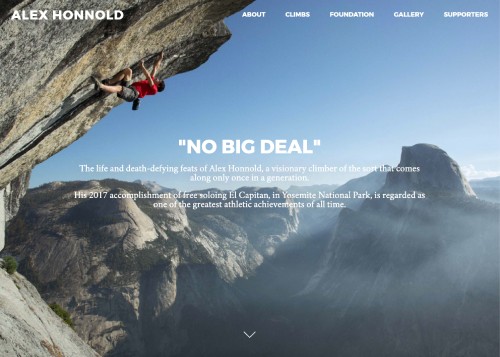 ALEX HONNOLD
ABOUT CLIMBS FOUNDATION GALLERY SUPPORTERS
"NO BIG DEAL"
The life and death-defying feats of Alex Honnold, a visionary climber of the sort that comes
along only once in a generation.
His 2017 accomplishment of free soloing El Capitan, in Yosemite National Park, is regarded as
one of the greatest athletic achievements of all time.